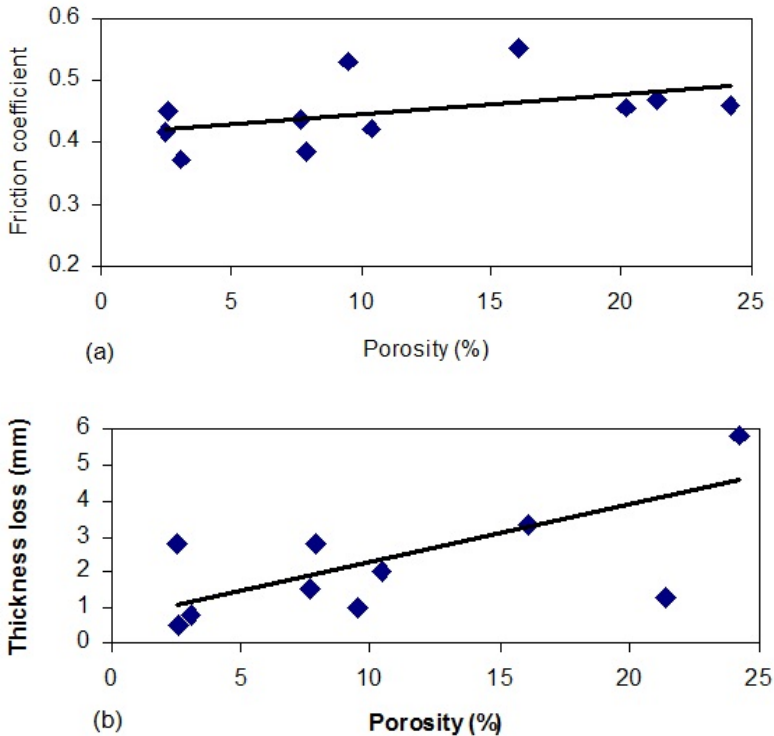 0.6
0.5
0.4
0.3
0.2
Friction coefficient
0 5 10 15 20 25
(a) Porosity (%)
6
5
4
3
2
1
0
Thickness loss (mm)
0 5 10 15 20 25
(b) Porosity (%)